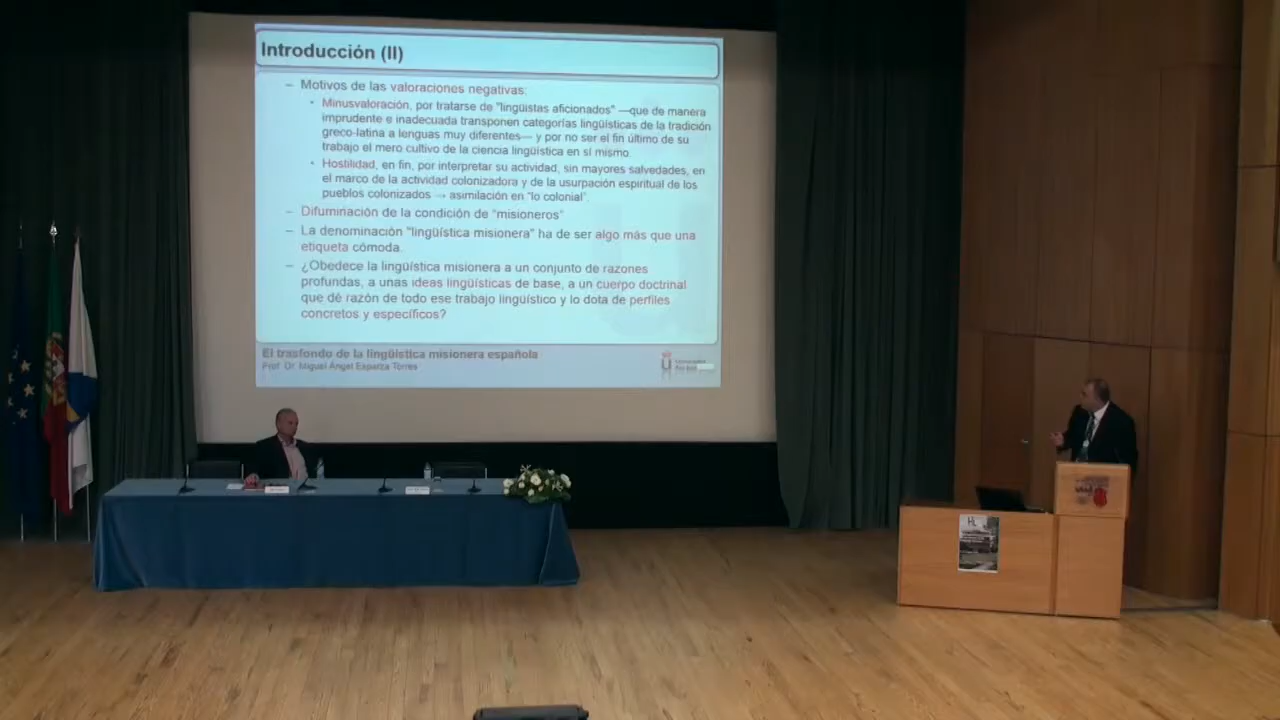 Introducción (II)
– Motivos de las valoraciones negativas:
• Minusvaloración, por tratarse de "lingüistas aficionados" —que de manera
imprudente e inadecuada transponen categorías lingüísticas de la tradición
greco-latina a lenguas muy diferentes— y por no ser el fin último de su
trabajo el mero cultivo de la ciencia lingüística en sí mismo.
• Hostilidad, en fin, por interpretar su actividad, sin mayores salvedades, en
el marco de la actividad colonizadora y de la usurpación espiritual de los
pueblos colonizados → asimilación en "lo colonial".
– Difuminación de la condición de "misioneros"
– La denominación "lingüística misionera" ha de ser algo más que una
etiqueta cómoda.
– ¿Obedece la lingüística misionera a un conjunto de razones
profundas, a unas ideas lingüísticas de base, a un cuerpo doctrinal
que dé razón de todo ese trabajo lingüístico y lo dota de perfiles
concretos y específicos?
El trasfondo de la lingüística misionera española
Prof. Dr. Miguel Ángel Esparza Torres